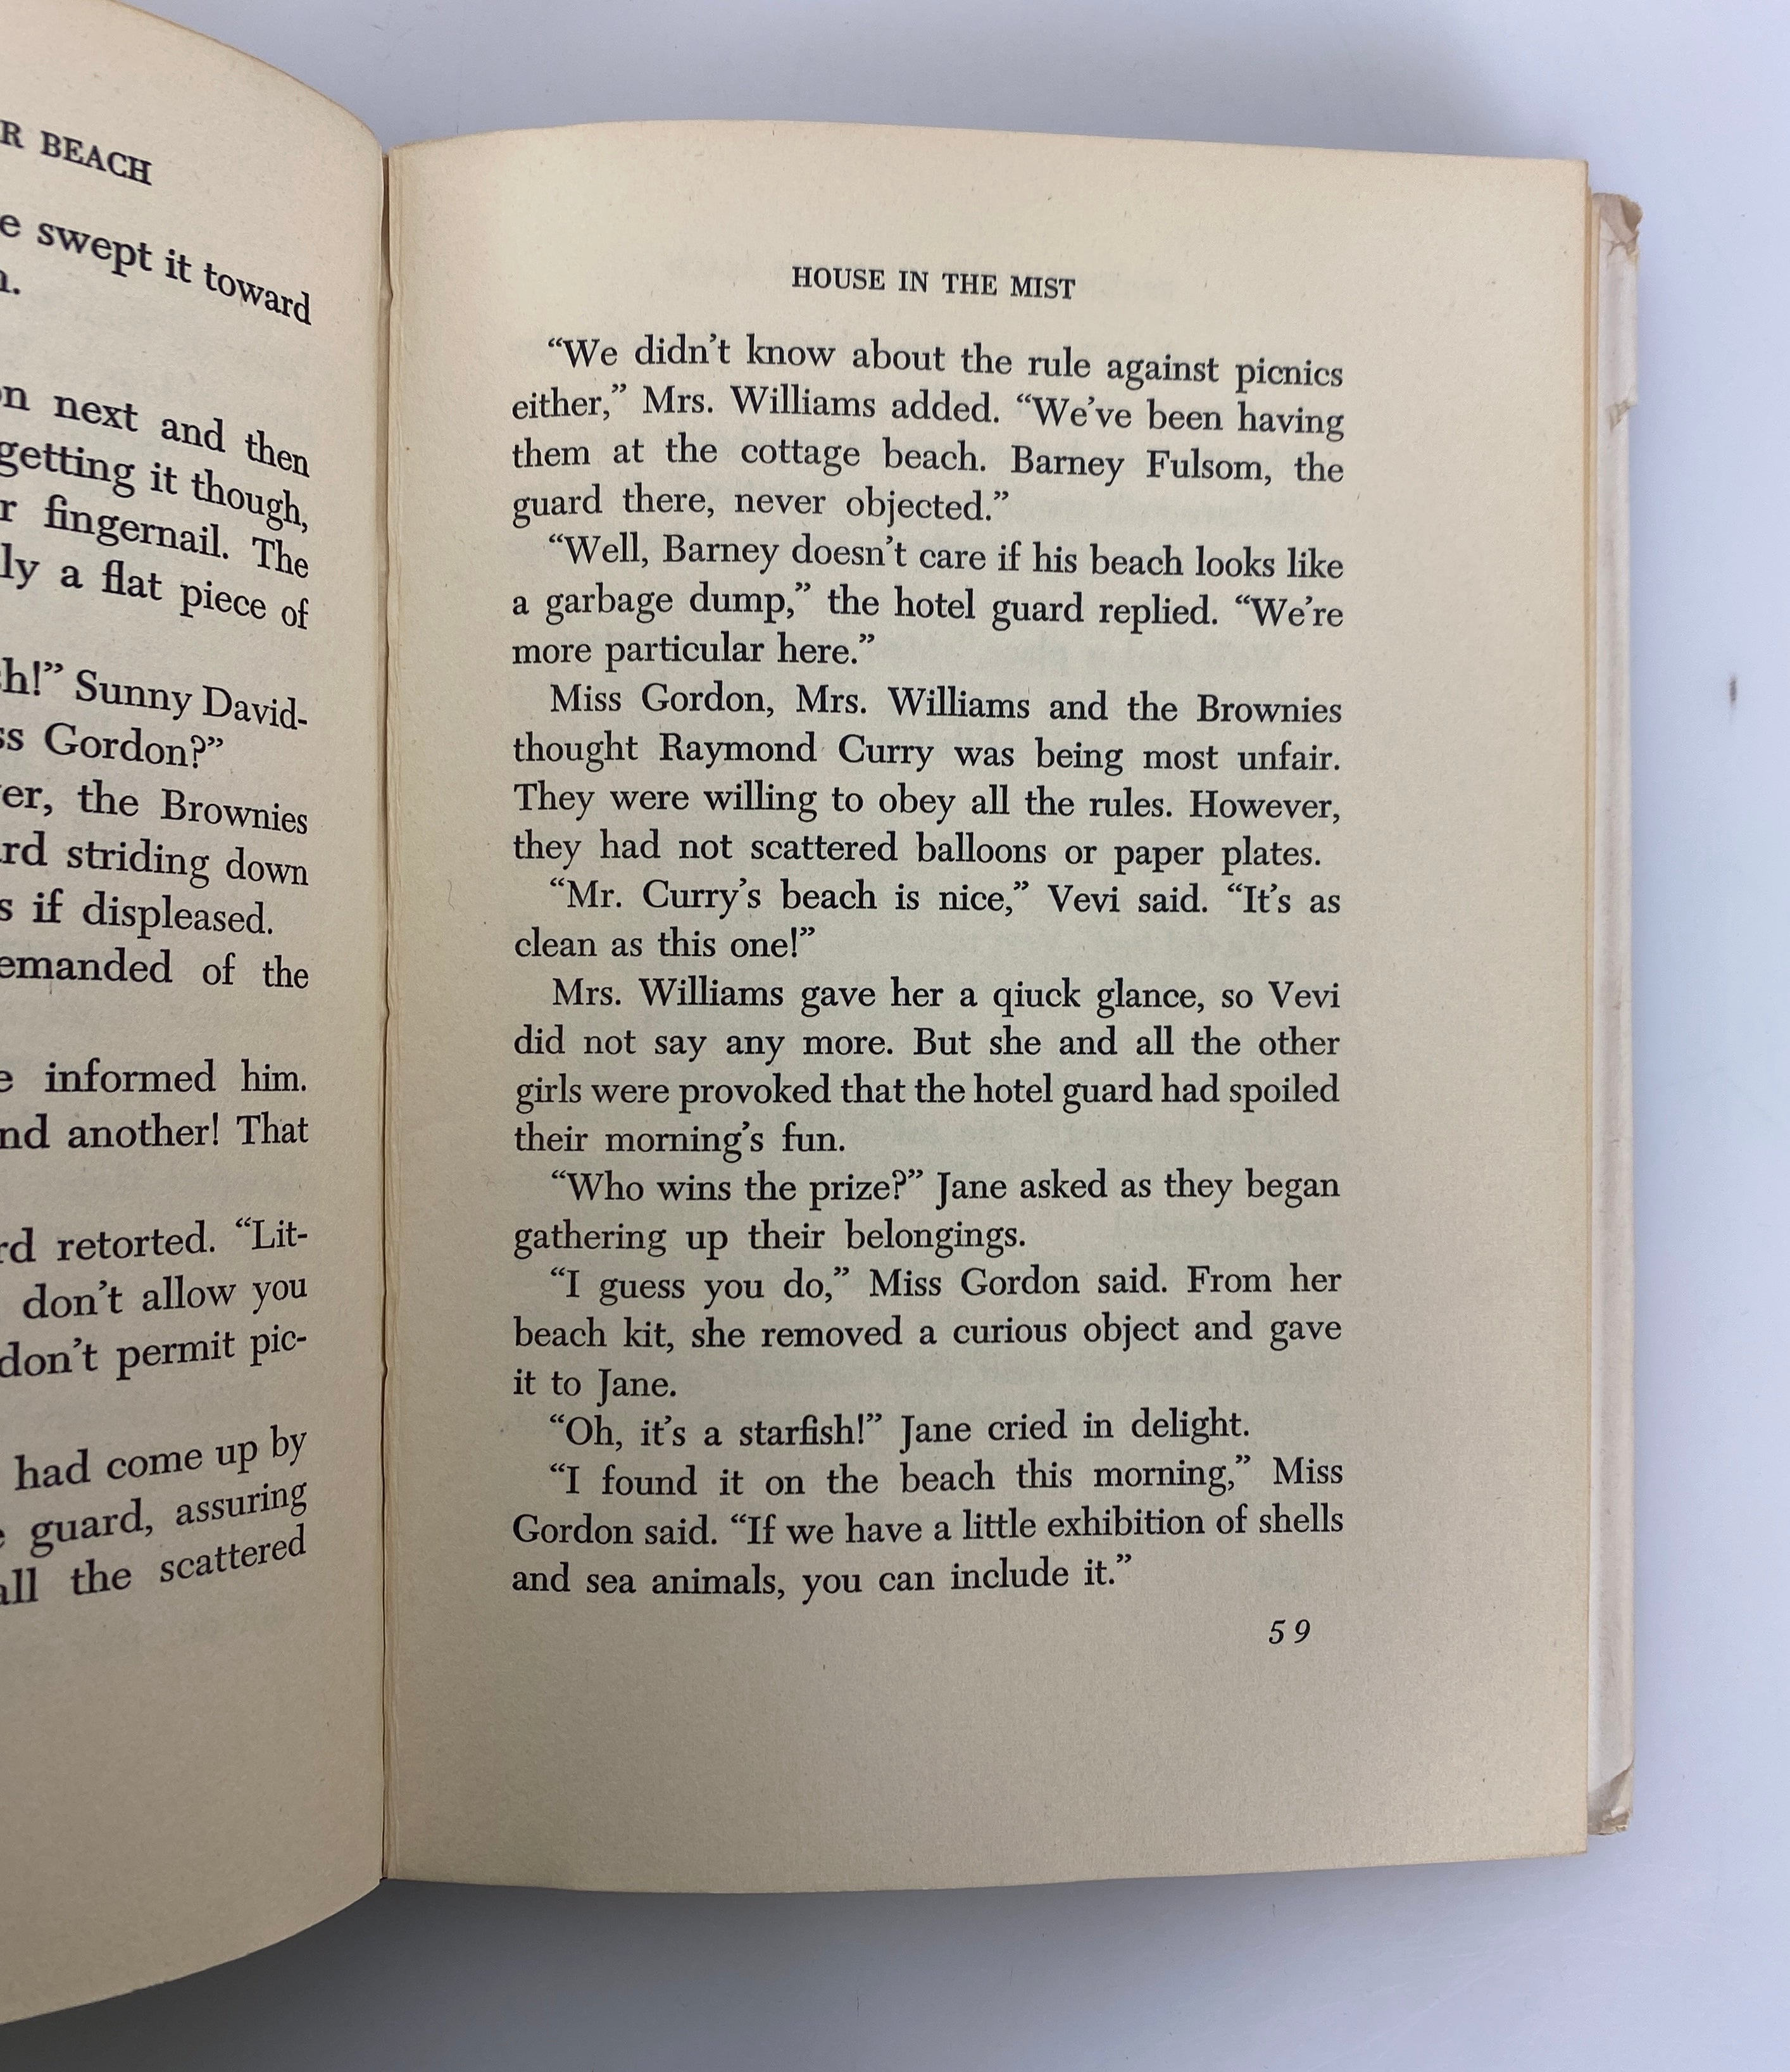 R BEACH
swept it toward
next and then
getting it though,
fingernail. The
a flat piece of
Sunny David-
Gordon?”
the Brownies
striding down
if displeased.
of the
informed him.
another! That
retorted. “Lit-
don’t allow you
don’t permit pic-
had come up by
guard, assuring
the scattered
HOUSE IN THE MIST
“We didn’t know about the rule against picnics
either,” Mrs. Williams added. “We’ve been having
them at the cottage beach. Barney Fulsom, the
guard there, never objected.”
“Well, Barney doesn’t care if his beach looks like
a garbage dump,” the hotel guard replied. “We’re
more particular here.”
Miss Gordon, Mrs. Williams and the Brownies
thought Raymond Curry was being most unfair.
They were willing to obey all the rules. However,
they had not scattered balloons or paper plates.
“Mr. Curry’s beach is nice,” Vevi said. “It’s as
clean as this one!”
Mrs. Williams gave her a qiuck glance, so Vevi
did not say any more. But she and all the other
girls were provoked that the hotel guard had spoiled
their morning’s fun.
“Who wins the prize?” Jane asked as they began
gathering up their belongings.
“I guess you do,” Miss Gordon said. From her
beach kit, she removed a curious object and gave
it to Jane.
“Oh, it’s a starfish!” Jane cried in delight.
“I found it on the beach this morning,” Miss
Gordon said. “If we have a little exhibition of shells
and sea animals, you can include it.”
59